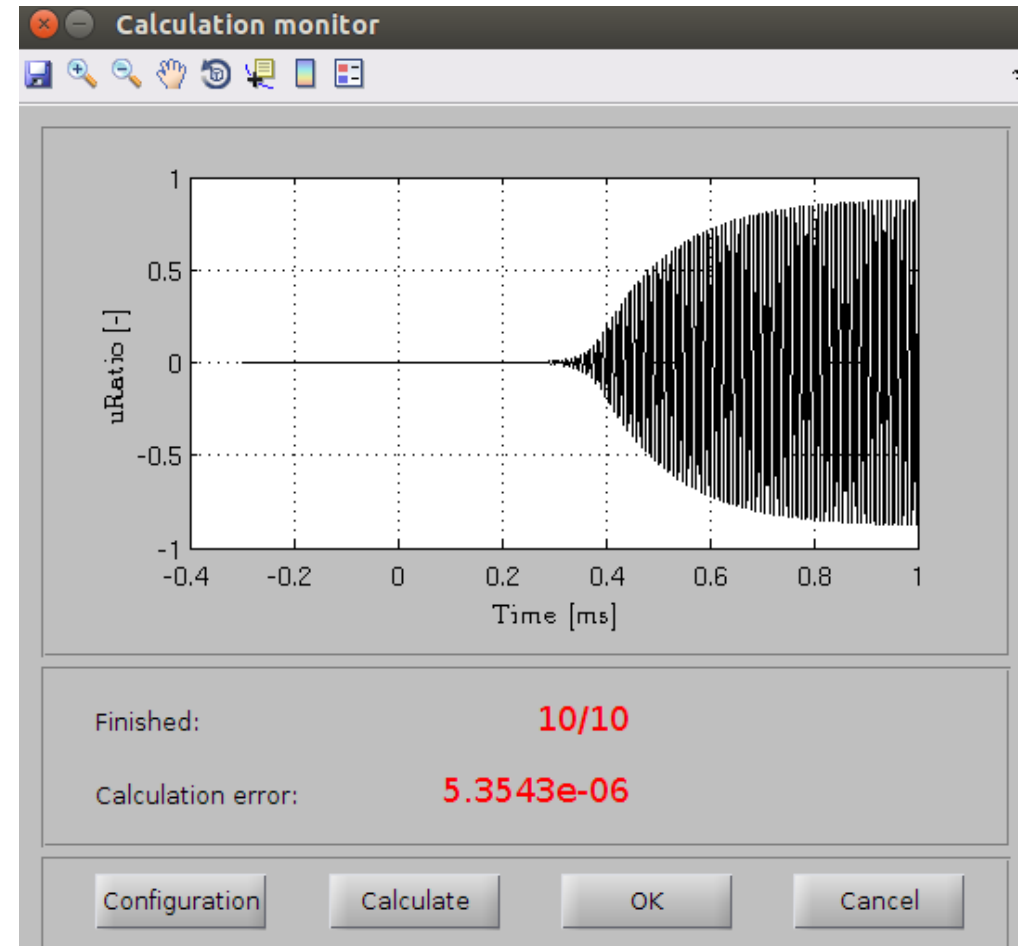 Calculation monitor
1
0.5
0
-0.5
-1
uRatio [-]
-0.4 -0.2 0 0.2 0.4 0.6 0.8 1
Time [ms]
Finished: 10/10
Calculation error: 5.3543e-06
Configuration Calculate OK Cancel